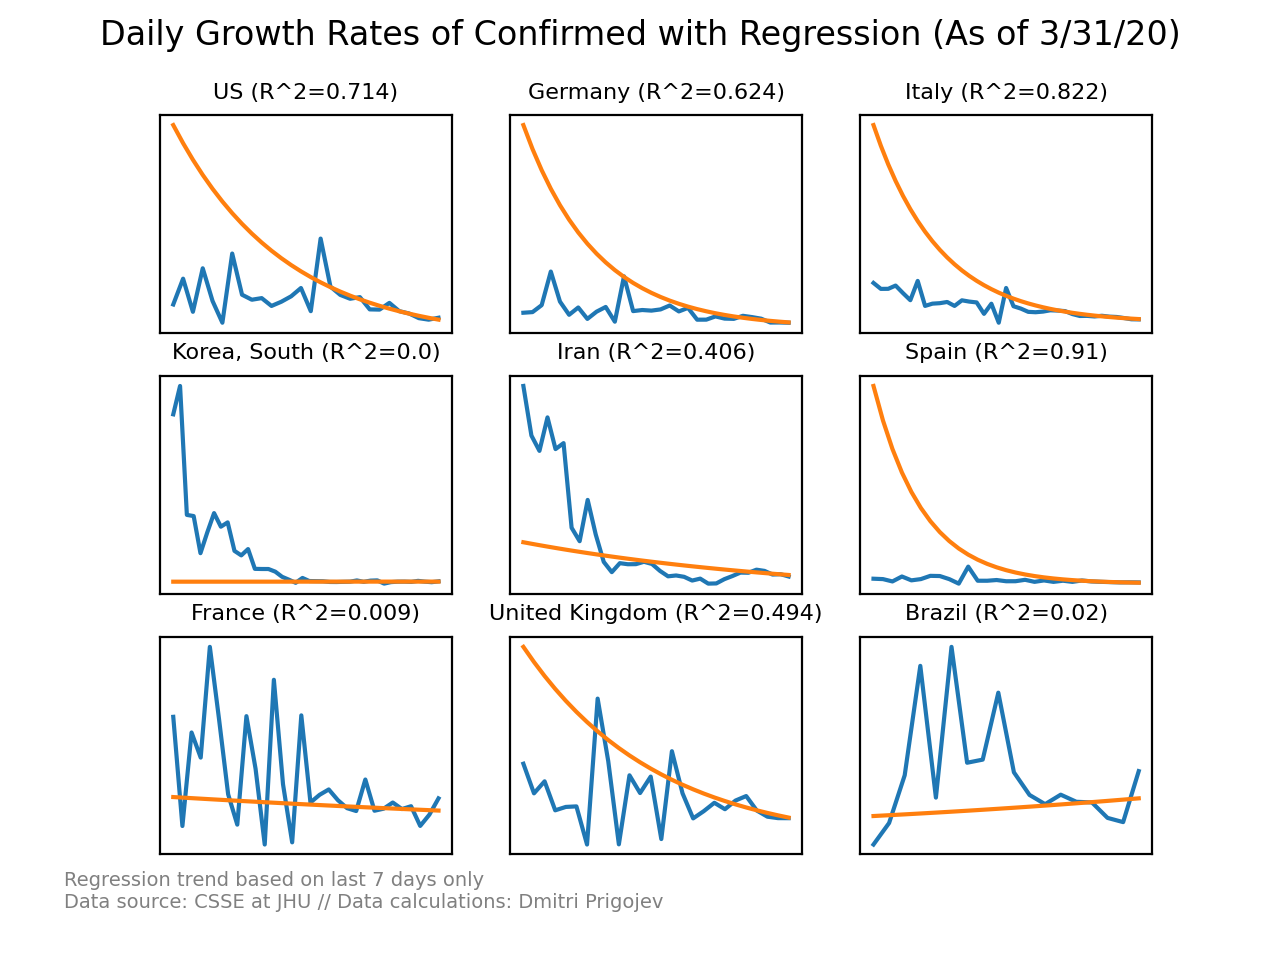 Daily Growth Rates of Confirmed with Regression (As of 3/31/20)
US (R^2=0.714)
Germany (R^2=0.624)
Italy (R^2=0.822)
Korea, South (R^2=0.0)
Iran (R^2=0.406)
Spain (R^2=0.91)
France (R^2=0.009)
United Kingdom (R^2=0.494)
Brazil (R^2=0.02)
Regression trend based on last 7 days only
Data source: CSSE at JHU // Data calculations: Dmitri Prigojev